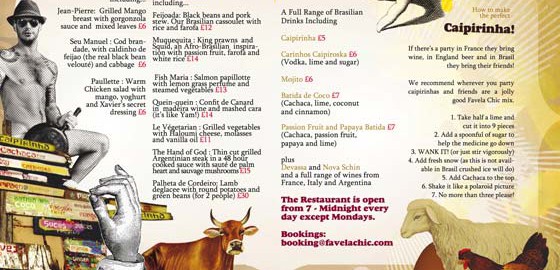 including...
including...
Jean-Pierre: Grilled Mango
breast with gorgonzola
sauce and mixed leaves £6
Seu Manuel : Cod bran-
dade, with caldinho de
feijao (the real black bean
velouté) and cabbage £6
Paulette : Warm
Chicken salad with
mango, yoghurt
and Xavier's secret
dressing £6
Feijoada: Black beans and pork
stew. Our Brasilian cassoulet with
rice and farofa £12
Muquequita : King prawns and
Squid, an Afro-Brasilian inspira-
tion with passion fruit, farofa and
white rice £14
Fish Maria : Salmon papillotte
with lemon grass perfume and
steamed vegetables £13
Quein-quein : Confit de Canard
in madeira wine and mashed cara
(it's like Yam!) £14
Le Végétarien : Grilled vegetables
with Haloumi cheese, molasses
and vanilla oil £11
The Hand of God : Thin cut grilled
Argentinian steak in a 48 hour
cooked sauce with sauté de palm
heart and sauvage mushrooms £15
Palheta de Cordeiro: Lamb
deglacee with round potatoes and
green beans (for 2 people) £30
A Full Range of Brasilian
Drinks Including
Caipirinha £5
Carinhos Caipiroska £6
(Vodka, lime and sugar)
Mojito £6
Batida de Coco £7
(Cachaca, lime, coconut
and cinnamon)
Passion Fruit and Papaya Batida £7
(Cachaca, passion fruit,
papaya and lime)
plus
Devassa and Nova Schin
and a full range of wines from
France, Italy and Argentina
The Restaurant is open
from 7 - Midnight every
day except Mondays.
Bookings:
booking@favelachic.com
How to make
the perfect
Caipirinha!
If there's a party in France they bring
wine, in England beer and in Brasil
they bring their friends!
We recommend wherever you party
caipirinhas and friends are a jolly
good Favela Chic mix.
1. Take half a lime and
cut it into 9 pieces
2. Add a spoonful of sugar to
help the medicine go down
3. WANK IT! (or just stir vigorously)
4. Add fresh snow (as this is not avail-
able in Brasil crushed ice will do)
5. Add Cachaca to the top
6. Shake it like a polaroid picture
7. No more than three please!